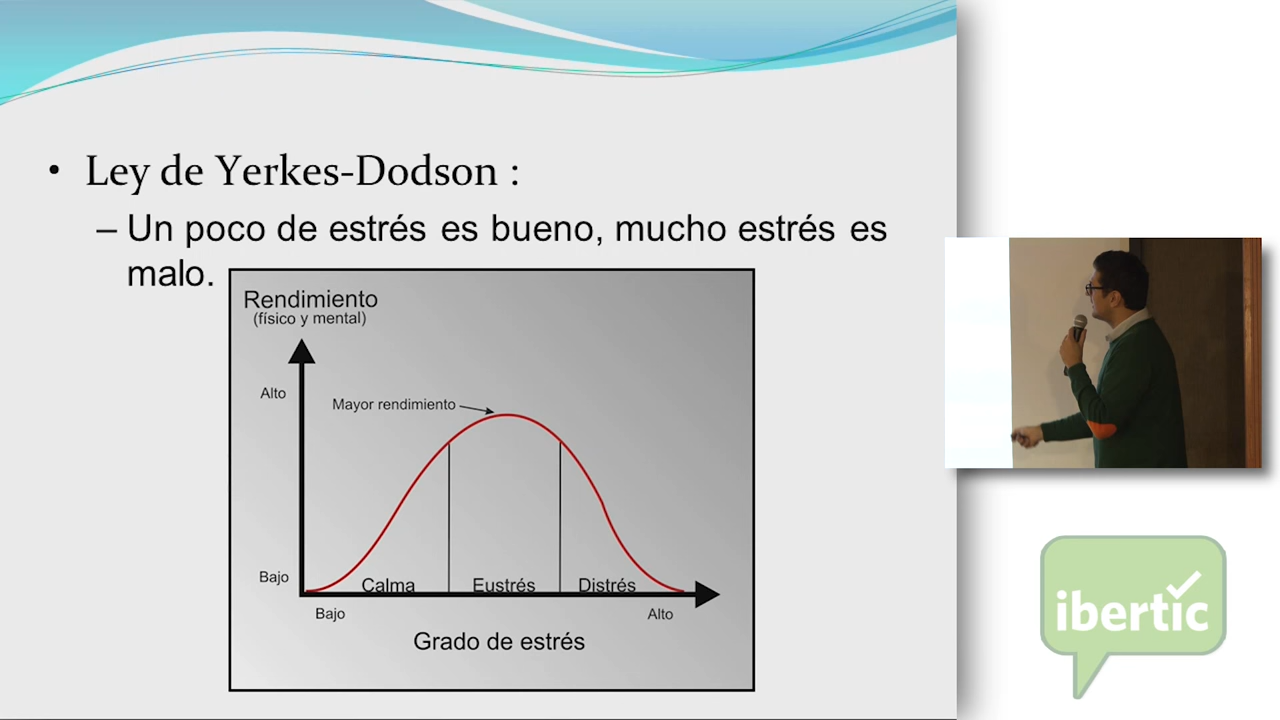 • Ley de Yerkes-Dodson :
– Un poco de estrés es bueno, mucho estrés es
malo.
Rendimiento
(físico y mental)
Alto
Mayor rendimiento
Bajo
Calma
Eustrés
Distrés
Bajo
Alto
Grado de estrés
ibertic